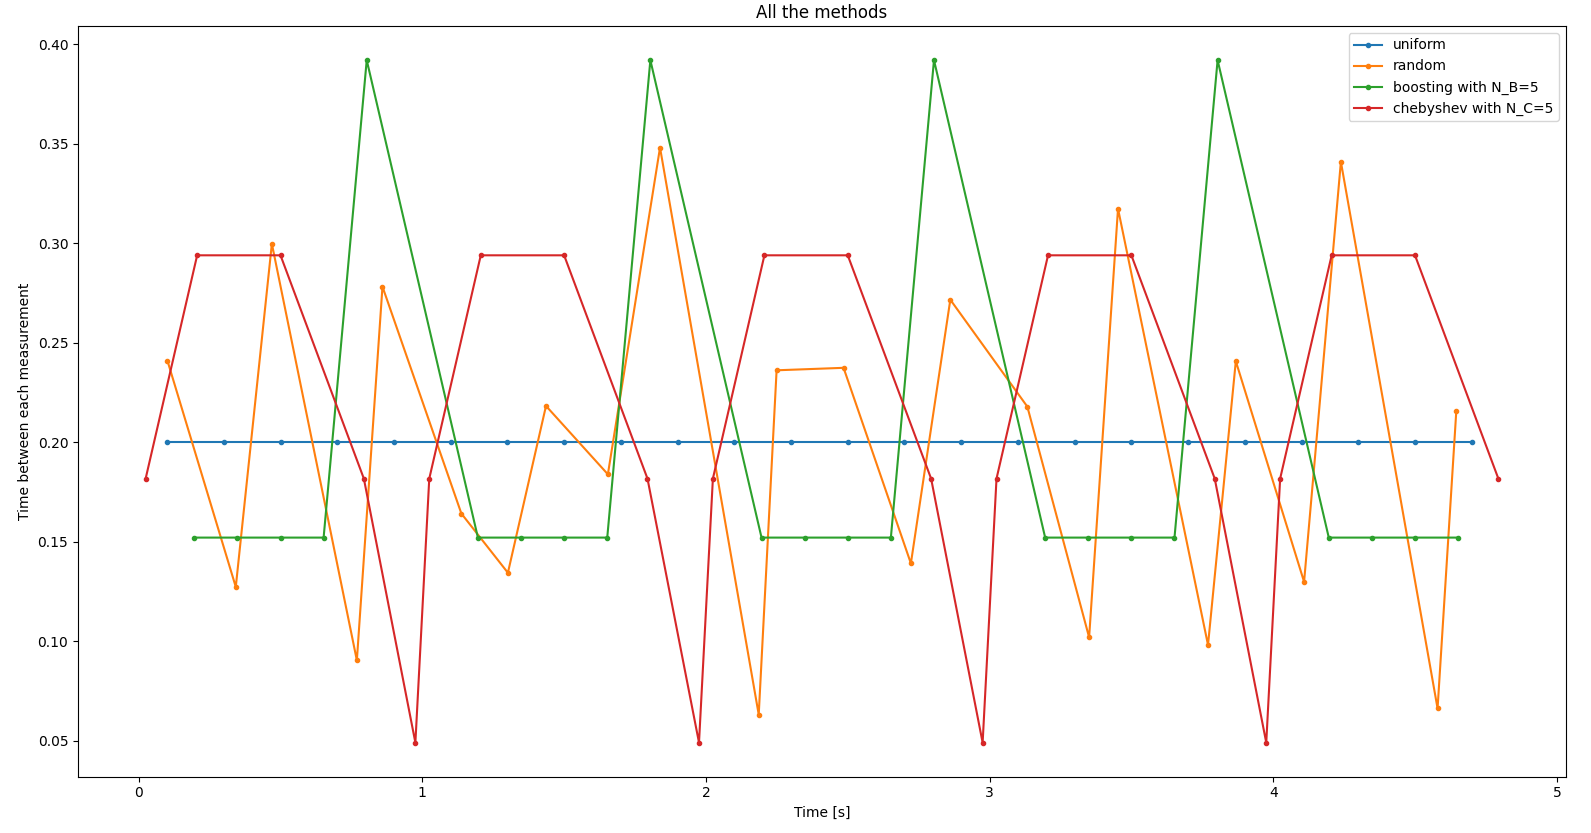 All the methods
uniform
random
boosting with N_B=5
chebyshev with N_C=5
Time between each measurement
0.40
0.35
0.30
0.25
0.20
0.15
0.10
0.05
0 1 2 3 4 5
Time [s]